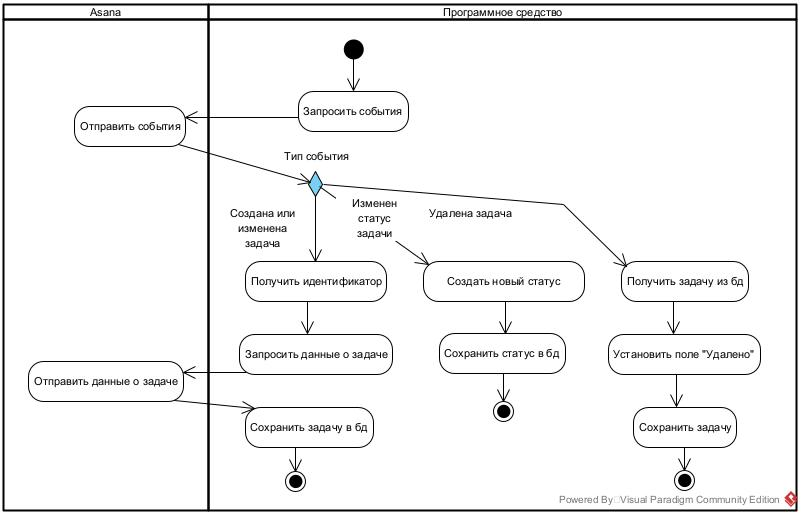 Asana
Программное средство
Запросить события
Отправить события
Тип события
Создана или
изменена
задача
Изменен
статус
задачи
Удалена задача
Получить идентификатор
Создать новый статус
Получить задачу из бд
Запросить данные о задаче
Сохранить статус в бд
Установить поле "Удалено"
Отправить данные о задаче
Сохранить задачу в бд
Сохранить задачу
Powered By Visual Paradigm Community Edition